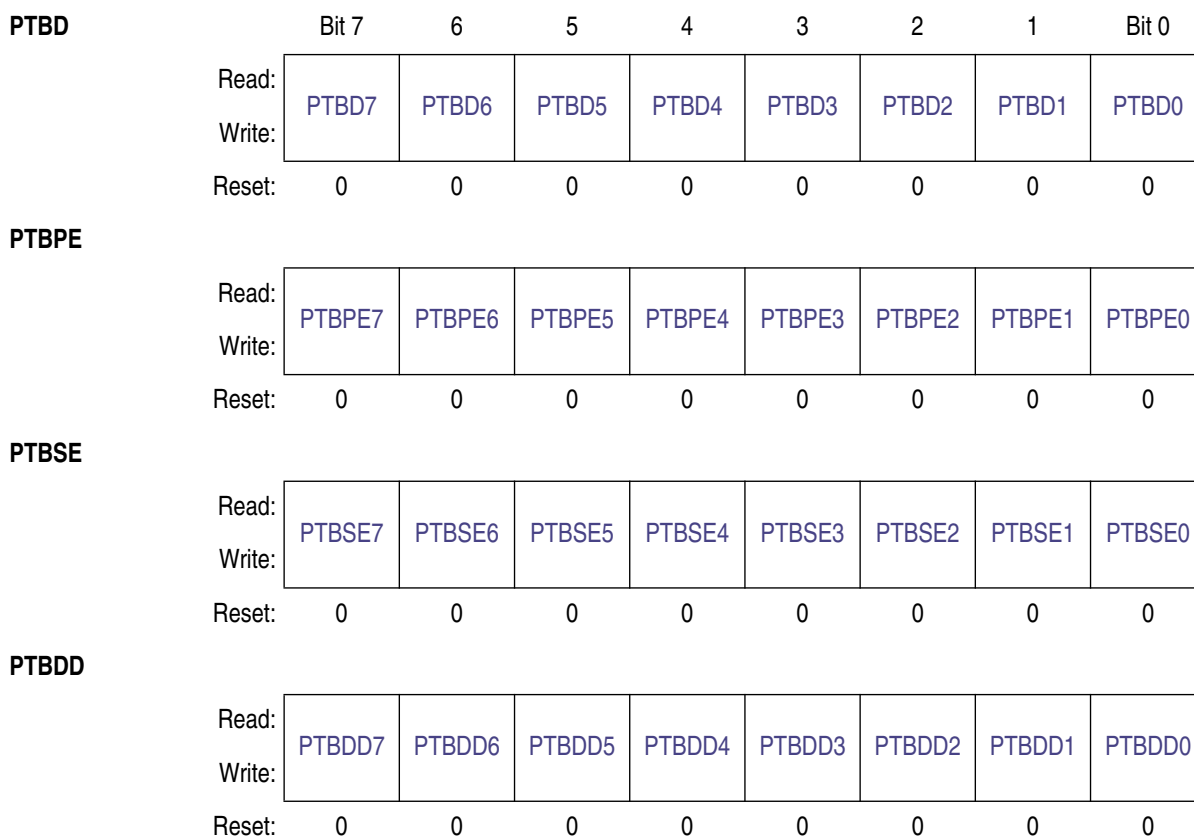 PTBD Bit 7 6 5 4 3 2 1 Bit 0
Read:
PTBD7 PTBD6 PTBD5 PTBD4 PTBD3 PTBD2 PTBD1 PTBD0
Write:
Reset: 0 0 0 0 0 0 0 0
PTBPE
Read:
PTBPE7 PTBPE6 PTBPE5 PTBPE4 PTBPE3 PTBPE2 PTBPE1 PTBPE0
Write:
Reset: 0 0 0 0 0 0 0 0
PTBSE
Read:
PTBSE7 PTBSE6 PTBSE5 PTBSE4 PTBSE3 PTBSE2 PTBSE1 PTBSE0
Write:
Reset: 0 0 0 0 0 0 0 0
PTBDD
Read:
PTBDD7 PTBDD6 PTBDD5 PTBDD4 PTBDD3 PTBDD2 PTBDD1 PTBDD0
Write:
Reset: 0 0 0 0 0 0 0 0